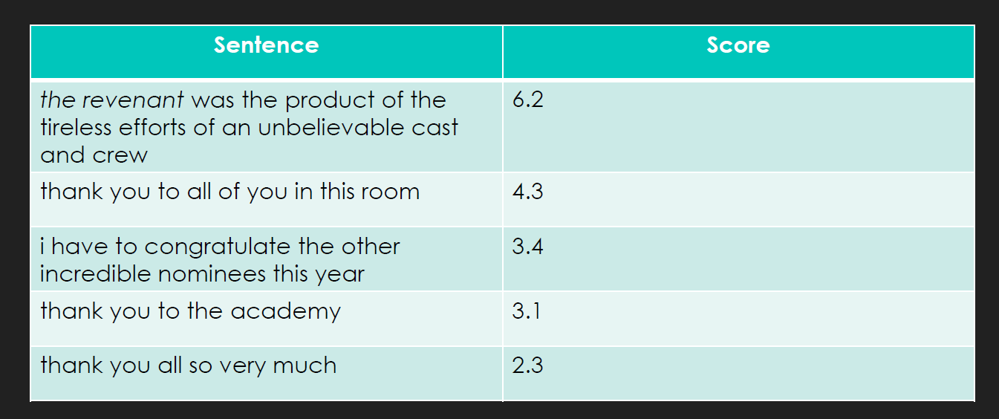 Sentence Score
the revenant was the product of the 6.2
tireless efforts of an unbelievable cast
and crew
thank you to all of you in this room 4.3
i have to congratulate the other 3.4
incredible nominees this year
thank you to the academy 3.1
thank you all so very much 2.3